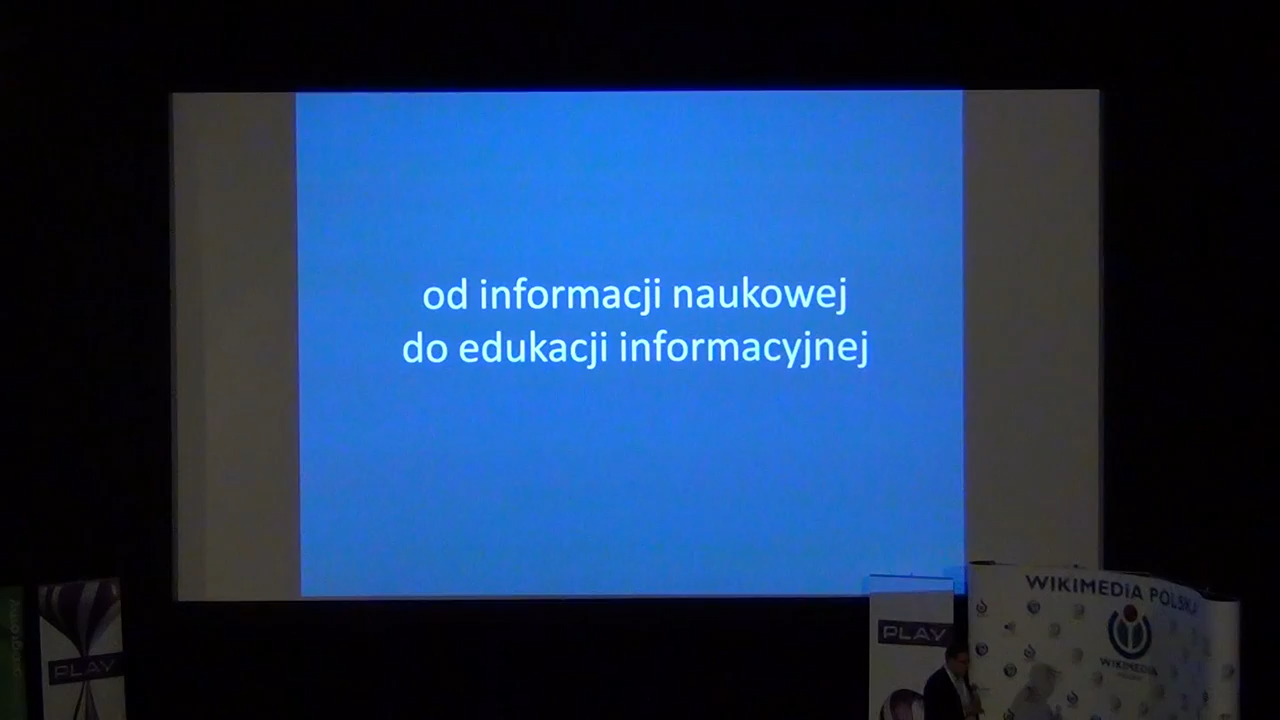 od informacji naukowej
do edukacji informacyjnej
WIKIMEDIA POLSKA
PLAY
WIKIMEDIA
PLAY